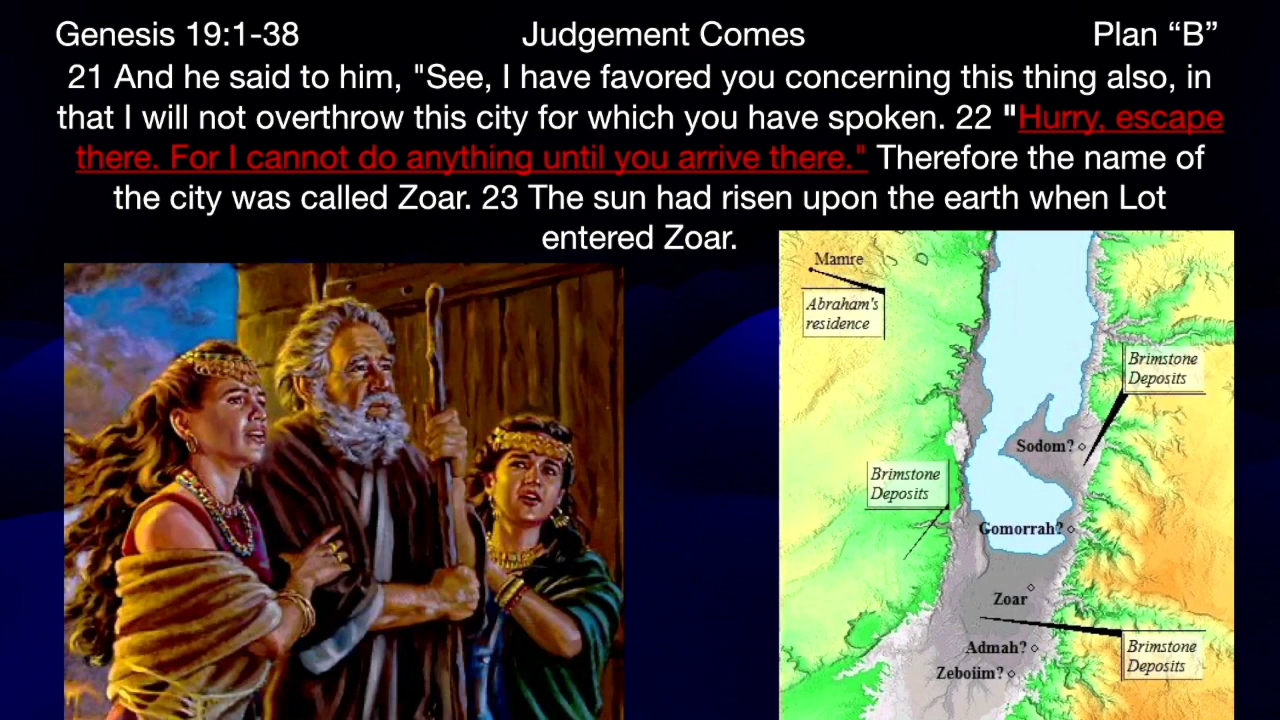 Genesis 19:1-38 Judgement Comes Plan “B”
21 And he said to him, "See, I have favored you concerning this thing also, in
that I will not overthrow this city for which you have spoken. 22 "Hurry, escape
there. For I cannot do anything until you arrive there." Therefore the name of
the city was called Zoar. 23 The sun had risen upon the earth when Lot
entered Zoar.
Mamre
Abraham's
residence
Brimstone
Deposits
Sodom?
Brimstone
Deposits
Gomorrah?
Zoar
Admah?
Brimstone
Deposits
Zeboiim?